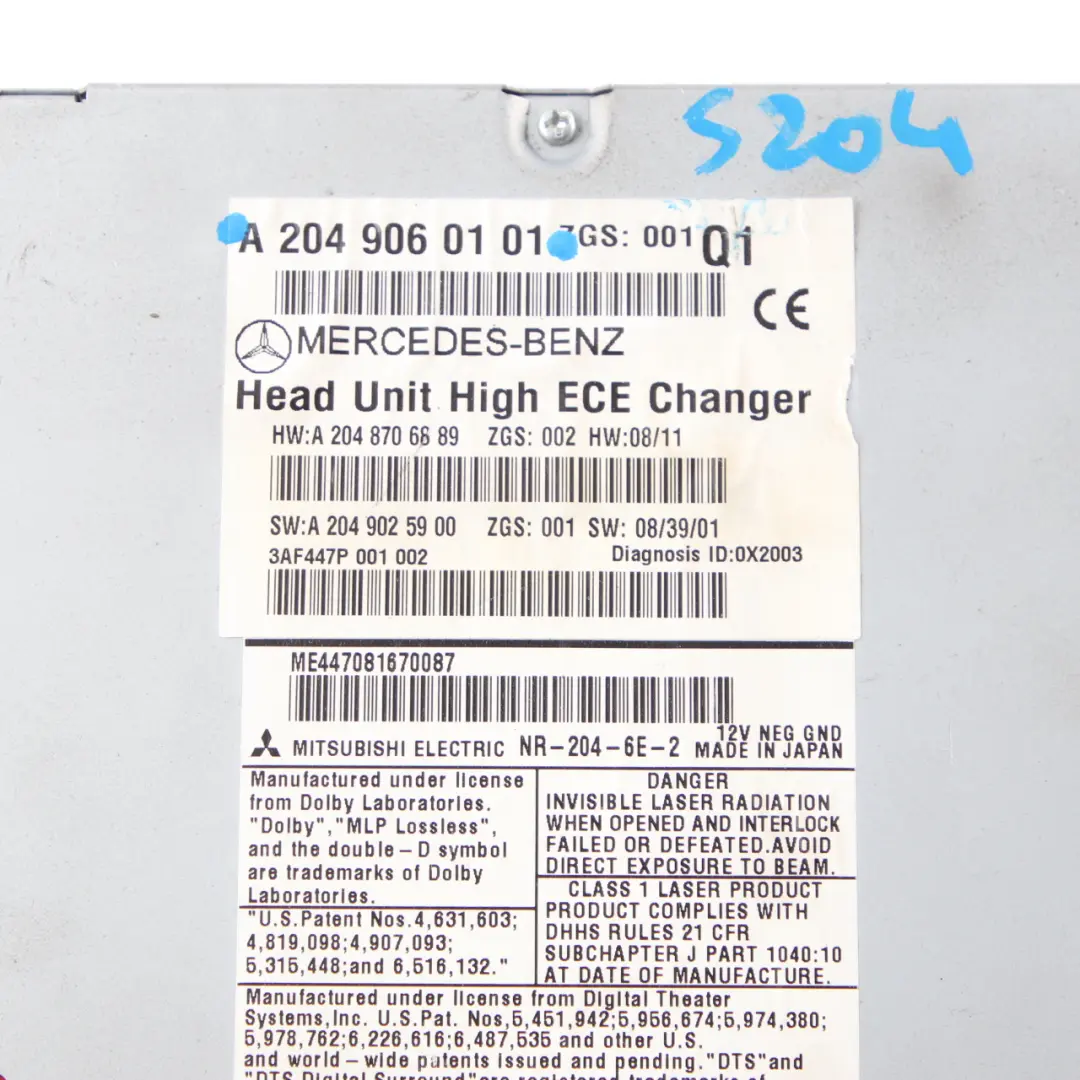 S204
A 204 906 01 01 ZGS: 001 Q1
CE
MERCEDES-BENZ
Head Unit High ECE Changer
HW:A 204 870 68 89 ZGS: 002 HW:08/11
SW:A 204 902 59 00 ZGS: 001 SW: 08/39/01
3AF447P 001 002 Diagnosis ID:0X2003
ME447081670087
MITSUBISHI ELECTRIC NR-204-6E-2 12V NEG GND
MADE IN JAPAN
Manufactured under license
from Dolby Laboratories.
"Dolby","MLP Lossless",
and the double-D symbol
are trademarks of Dolby
Laboratories.
"U.S.Patent Nos.4,631,603;
4,819,098;4,907,093;
5,315,448;and 6,516,132."
DANGER
INVISIBLE LASER RADIATION
WHEN OPENED AND INTERLOCK
FAILED OR DEFEATED.AVOID
DIRECT EXPOSURE TO BEAM.
CLASS 1 LASER PRODUCT
PRODUCT COMPLIES WITH
DHHS RULES 21 CFR
SUBCHAPTER J PART 1040:10
AT DATE OF MANUFACTURE.
Manufactured under license from Digital Theater
Systems,Inc. U.S.Pat. Nos,5,451,942;5,956,674;5,974,380;
5,978,762;6,226,616;6,487,535 and other U.S.
and world-wide patents issued and pending."DTS"and
"DTS Digital Surround"are registered trademarks of